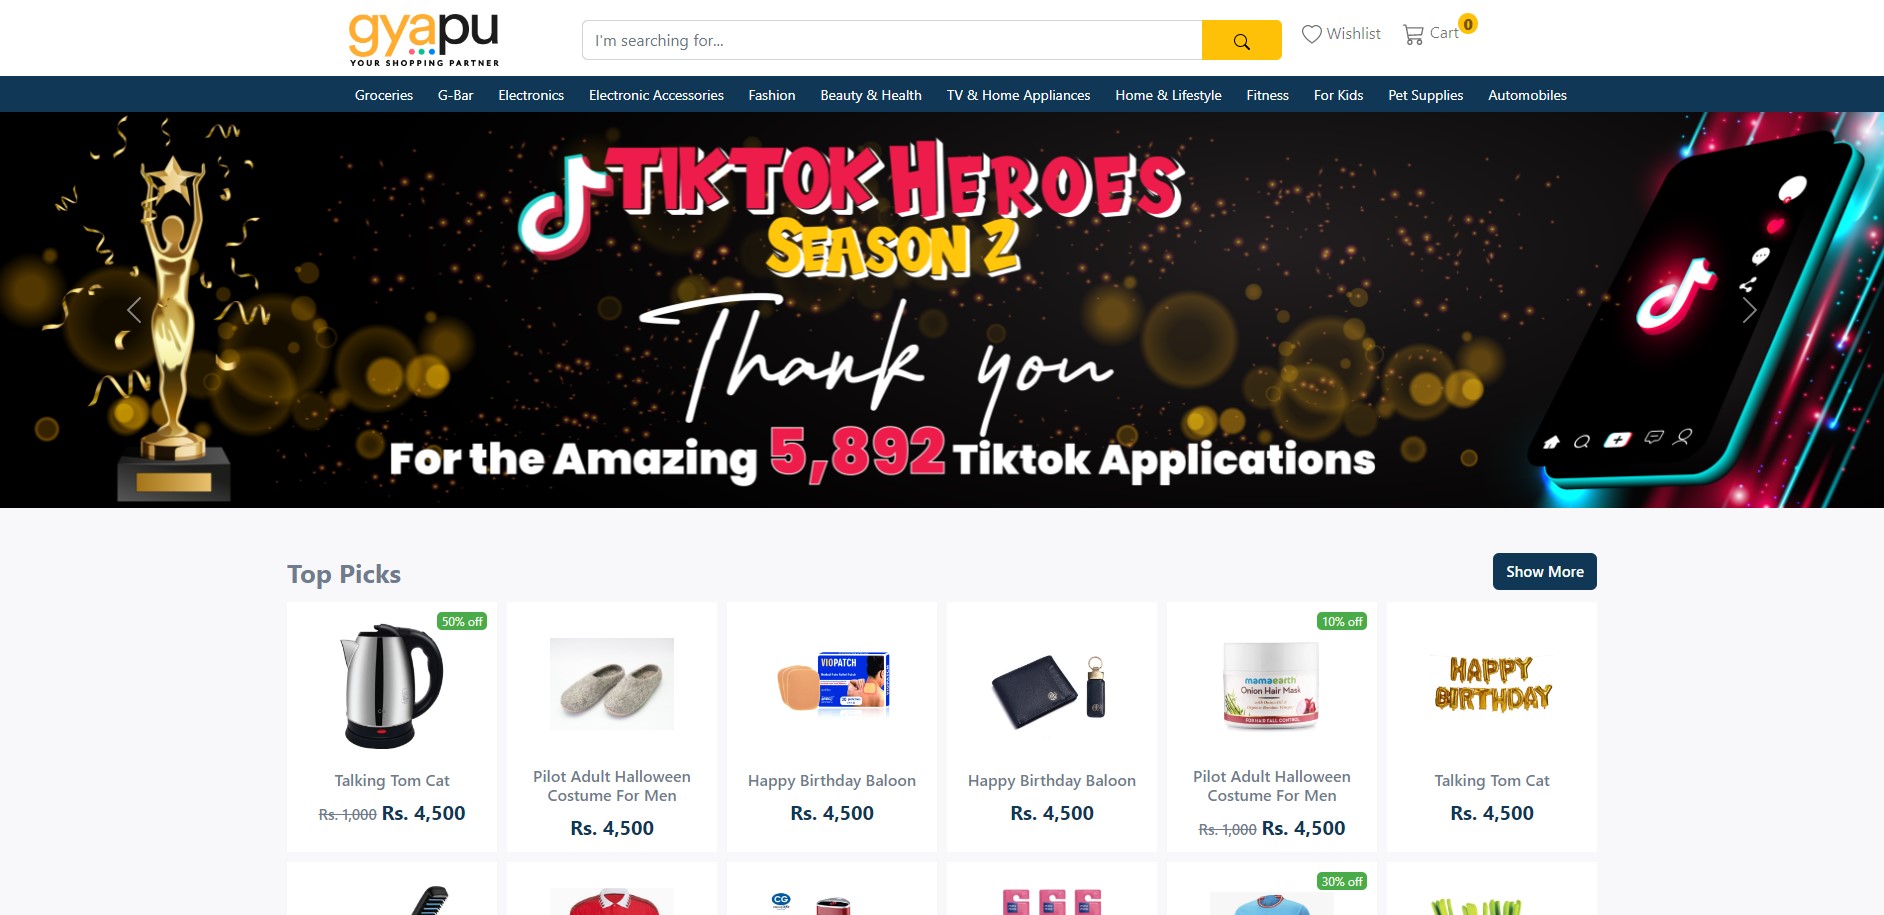 gyapu
YOUR SHOPPING PARTNER
I'm searching for...
Wishlist
Cart
0
Groceries G-Bar Electronics Electronic Accessories Fashion Beauty & Health TV & Home Appliances Home & Lifestyle Fitness For Kids Pet Supplies Automobiles
TIKTOK HEROES
SEASON 2
Thank you
For the Amazing 5,892 Tiktok Applications
Top Picks
Show More
50% off
Talking Tom Cat
Rs. 1,000 Rs. 4,500
Pilot Adult Halloween
Costume For Men
Rs. 4,500
VIOPATCH
Happy Birthday Baloon
Rs. 4,500
Happy Birthday Baloon
Rs. 4,500
10% off
mamaearth
Onion Hair Mask
FOR HAIR FALL CONTROL
Pilot Adult Halloween
Costume For Men
Rs. 1,000 Rs. 4,500
HAPPY
BIRTHDAY
Talking Tom Cat
Rs. 4,500
CG
30% off